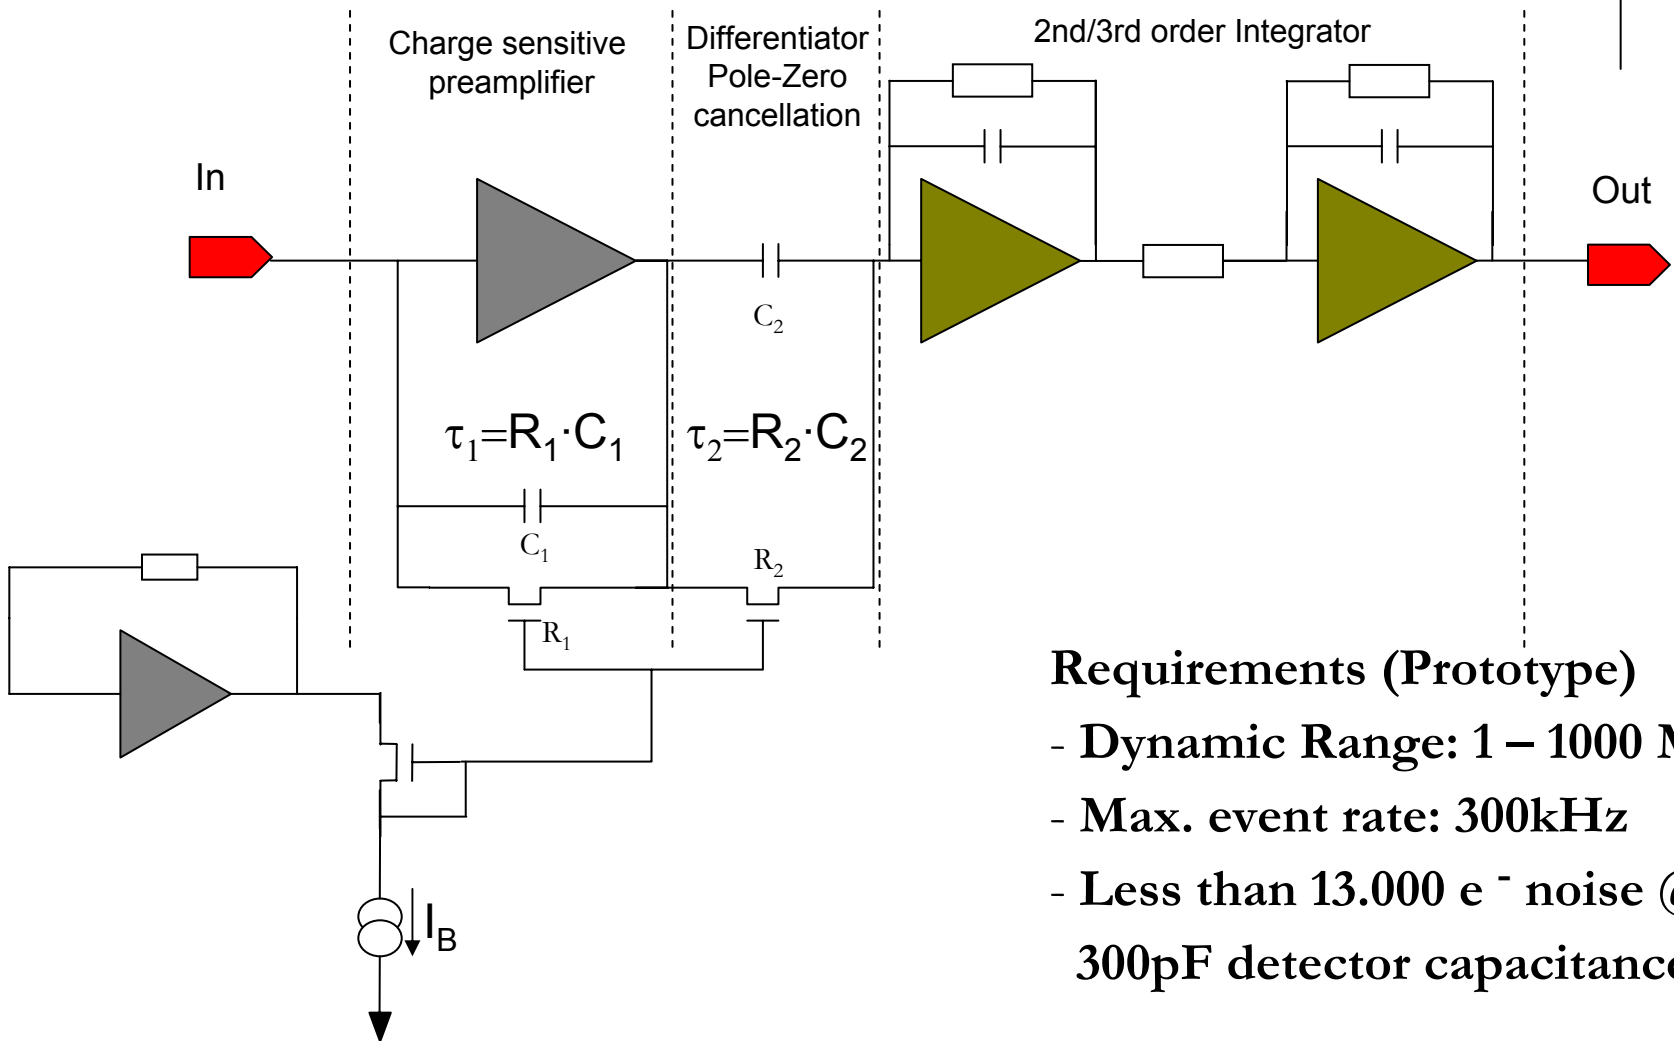 Charge sensitive
preamplifier
Differentiator
Pole-Zero
cancellation
2nd/3rd order Integrator
In
Out
C₂
τ₁=R₁·C₁
τ₂=R₂·C₂
C₁
R₂
R₁
I_B
Requirements (Prototype)
- Dynamic Range: 1 – 1000
- Max. event rate: 300kHz
- Less than 13.000 e⁻ noise @
300pF detector capacitance